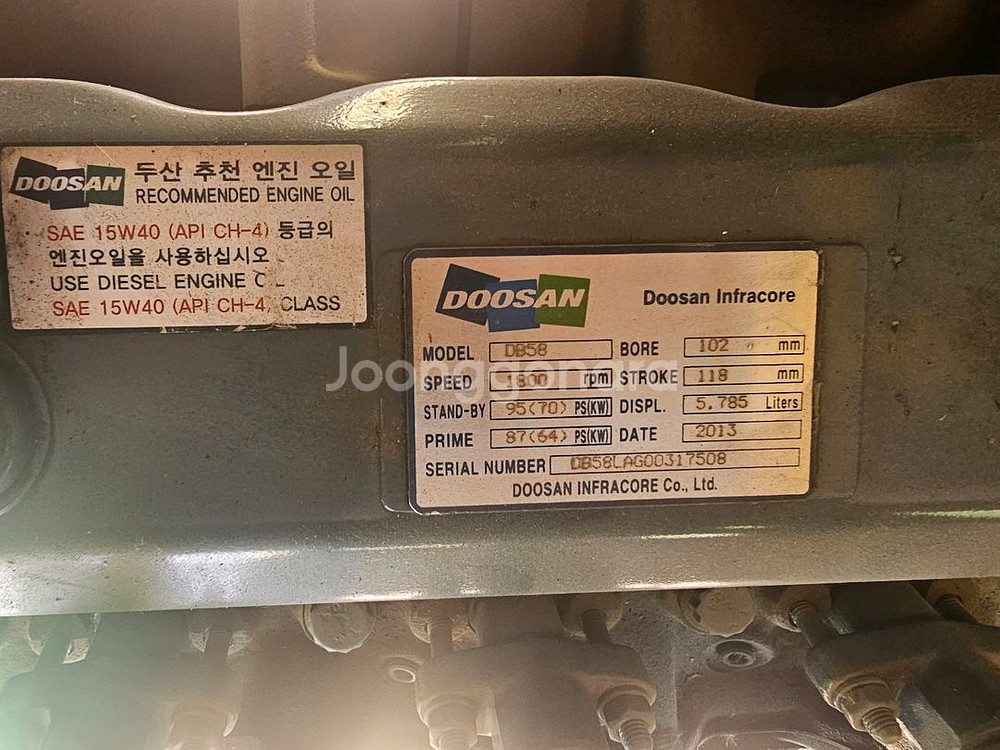 DOOSAN 두산 추천 엔진 오일
RECOMMENDED ENGINE OIL
· SAE 15W40 (API CH-4) 등급의
엔진오일을 사용하십시오
· USE DIESEL ENGINE
SAE 15W40 (API CH-4 CLASS
DOOSAN Doosan Infracore
MODEL DB58 BORE 102 mm
SPEED 1800 rpm STROKE 118 mm
STAND-BY 95(70) PS(KW) DISPL. 5.785 Liters
PRIME 87(64) PS(KW) DATE 2013
SERIAL NUMBER DB58LAG00317508
DOOSAN INFRACORE Co., Ltd.